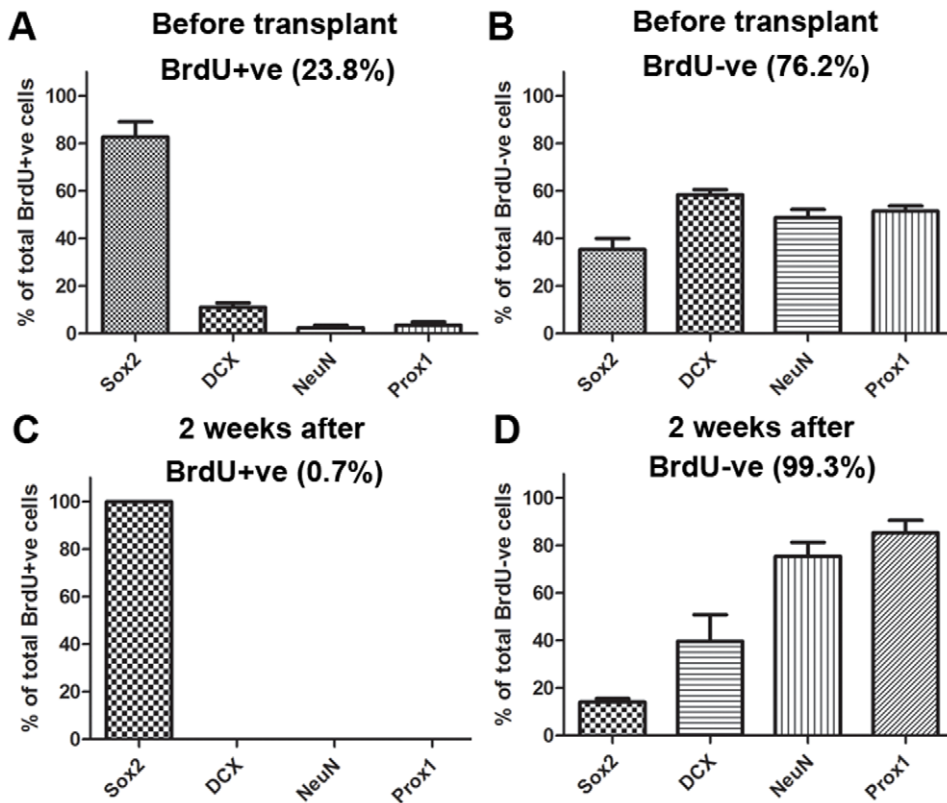 A
Before transplant
BrdU+ve (23.8%)
% of total BrdU+ve cells
100
80
60
40
20
0
Sox2
DCX
NeuN
Prox1
B
Before transplant
BrdU-ve (76.2%)
% of total BrdU-ve cells
100
80
60
40
20
0
Sox2
DCX
NeuN
Prox1
C
2 weeks after
BrdU+ve (0.7%)
% of total BrdU+ve cells
100
80
60
40
20
0
Sox2
DCX
NeuN
Prox1
D
2 weeks after
BrdU-ve (99.3%)
% of total BrdU-ve cells
100
80
60
40
20
0
Sox2
DCX
NeuN
Prox1